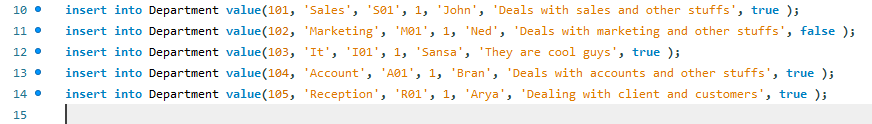 10 insert into Department value(101, 'Sales', 'S01', 1, 'John', 'Deals with sales and other stuffs', true );
11 insert into Department value(102, 'Marketing', 'M01', 1, 'Ned', 'Deals with marketing and other stuffs', false );
12 insert into Department value(103, 'It', 'I01', 1, 'Sansa', 'They are cool guys', true );
13 insert into Department value(104, 'Account', 'A01', 1, 'Bran', 'Deals with accounts and other stuffs', true );
14 insert into Department value(105, 'Reception', 'R01', 1, 'Arya', 'Dealing with client and customers', true );
15